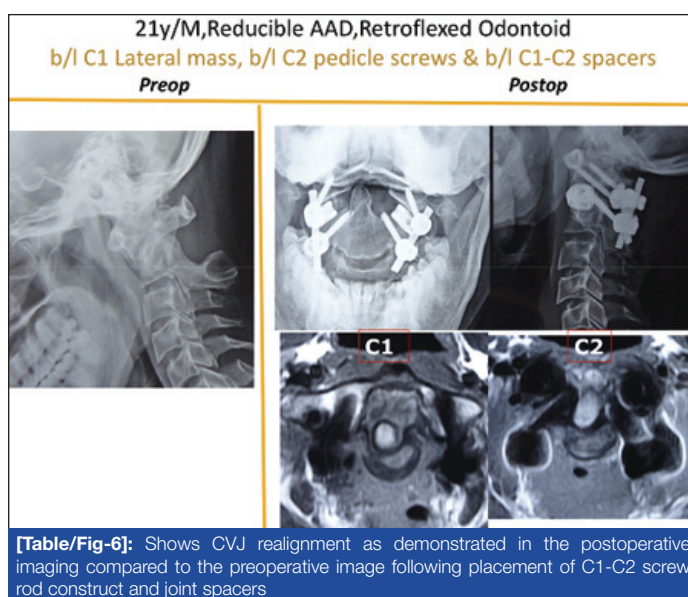 21y/M,Reducible AAD,Retroflexed Odontoid
b/l C1 Lateral mass, b/l C2 pedicle screws & b/l C1-C2 spacers
Preop
Postop
C1
C2
[Table/Fig-6]: Shows CVJ realignment as demonstrated in the postoperative
imaging compared to the preoperative image following placement of C1-C2 screw
rod construct and joint spacers